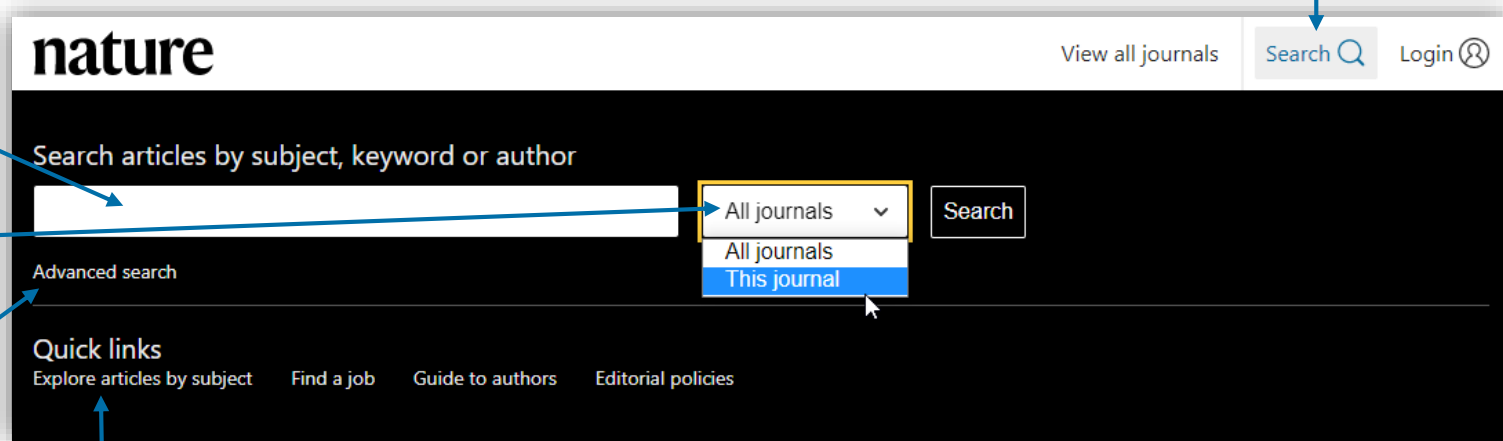 nature
View all journals
Search
Login
Search articles by subject, keyword or author
All journals
Search
All journals
This journal
Advanced search
Quick links
Explore articles by subject
Find a job
Guide to authors
Editorial policies